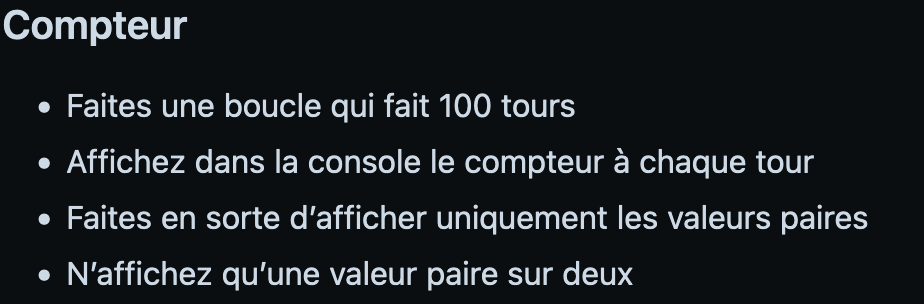 Compteur
• Faites une boucle qui fait 100 tours
• Affichez dans la console le compteur à chaque tour
• Faites en sorte d’afficher uniquement les valeurs paires
• N’affichez qu’une valeur paire sur deux